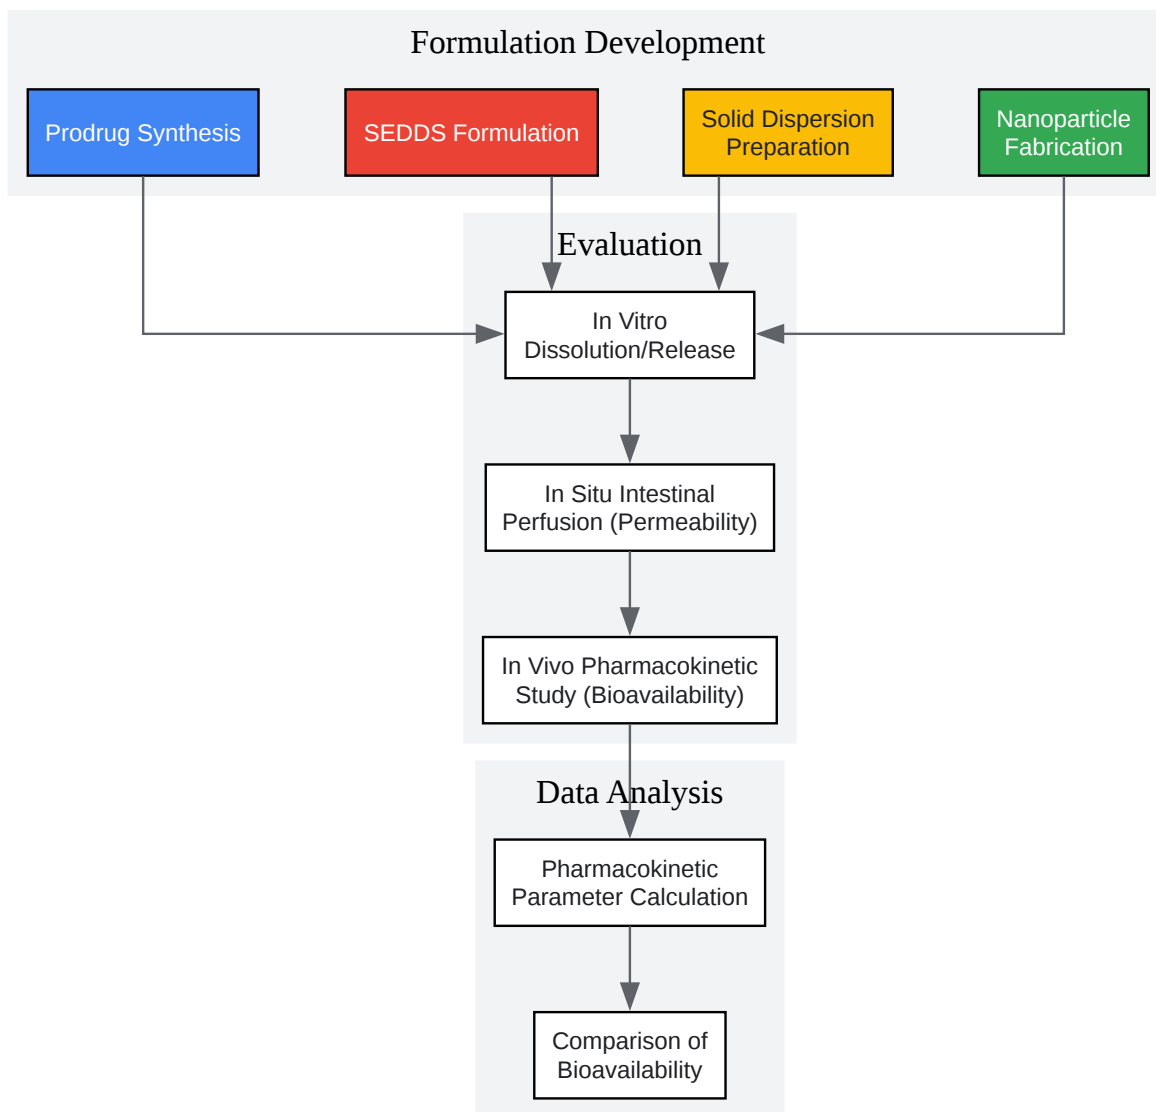 Formulation Development
Prodrug Synthesis
SEDDS Formulation
Solid Dispersion
Preparation
Nanoparticle
Fabrication
Evaluation
In Vitro
Dissolution/Release
In Situ Intestinal
Perfusion (Permeability)
In Vivo Pharmacokinetic
Study (Bioavailability)
Data Analysis
Pharmacokinetic
Parameter Calculation
Comparison of
Bioavailability